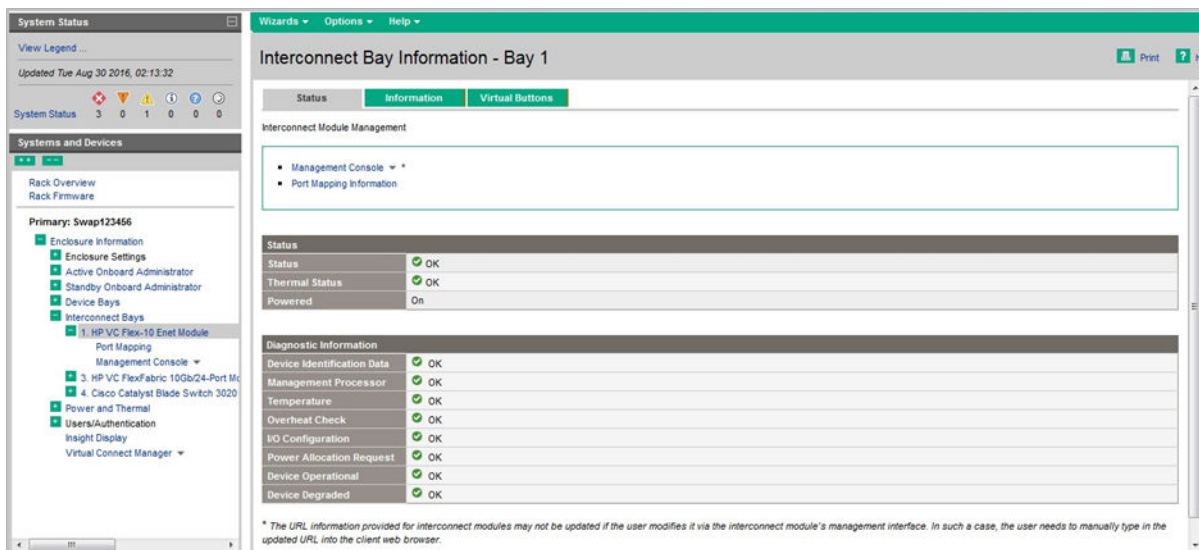 System Status
View Legend ...
Updated Tue Aug 30 2016, 02:13:32
System Status 3 0 1 0 0 0
Systems and Devices
Rack Overview
Rack Firmware
Primary: Swap123456
Enclosure Information
Enclosure Settings
Active Onboard Administrator
Standby Onboard Administrator
Device Bays
Interconnect Bays
1. HP VC Flex-10 Enet Module
Port Mapping
Management Console
3. HP VC FlexFabric 10Gb/24-Port Mo
4. Cisco Catalyst Blade Switch 3020
Power and Thermal
Users/Authentication
Insight Display
Virtual Connect Manager
Wizards Options Help
Interconnect Bay Information - Bay 1
Print ? H
Status Information Virtual Buttons
Interconnect Module Management
Management Console *
Port Mapping Information
Status
Status OK
Thermal Status OK
Powered On
Diagnostic Information
Device Identification Data OK
Management Processor OK
Temperature OK
Overheat Check OK
I/O Configuration OK
Power Allocation Request OK
Device Operational OK
Device Degraded OK
* The URL information provided for interconnect modules may not be updated if the user modifies it via the interconnect module's management interface. In such a case, the user needs to manually type in the
updated URL into the client web browser.